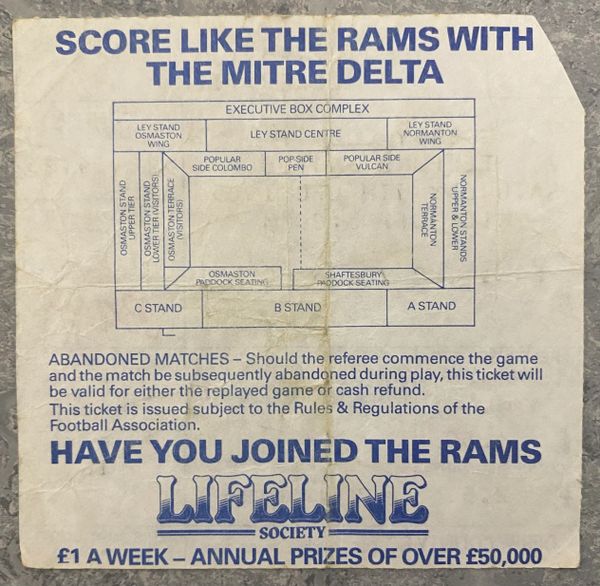 SCORE LIKE THE RAMS WITH
THE MITRE DELTA
EXECUTIVE BOX COMPLEX
LEY STAND
OSMASTON
WING
LEY STAND CENTRE
LEY STAND
NORMANTON
WING
POPULAR
SIDE COLOMBO
POP-SIDE
PEN
POPULAR SIDE
VULCAN
OSMASTON STAND
UPPER TIER
OSMASTON STAND
LOWER TIER (VISITORS)
OSMASTON TERRACE
(VISITORS)
NORMANTON
TERRACE
NORMANTON STANDS
UPPER & LOWER
OSMASTON
PADDOCK SEATING
SHAFTESBURY
PADDOCK SEATING
C STAND
B STAND
A STAND
ABANDONED MATCHES – Should the referee commence the game
and the match be subsequently abandoned during play, this ticket will
be valid for either the replayed game or cash refund.
This ticket is issued subject to the Rules & Regulations of the
Football Association.
HAVE YOU JOINED THE RAMS
LIFELINE
SOCIETY
£1 A WEEK – ANNUAL PRIZES OF OVER £50,000